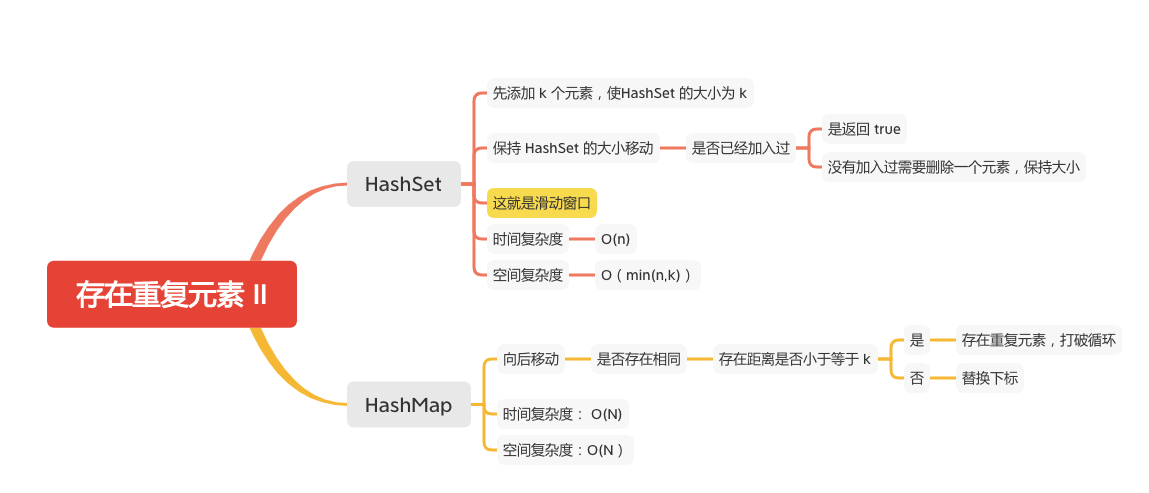 存在重复元素 II
HashSet
先添加 k 个元素，使HashSet 的大小为 k
保持 HashSet 的大小移动
是否已经加入过
是返回 true
没有加入过需要删除一个元素，保持大小
这就是滑动窗口
时间复杂度
O(n)
空间复杂度
O（min(n,k)）
HashMap
向后移动
是否存在相同
存在距离是否小于等于 k
是
存在重复元素，打破循环
否
替换下标
时间复杂度： O(N)
空间复杂度：O(N）